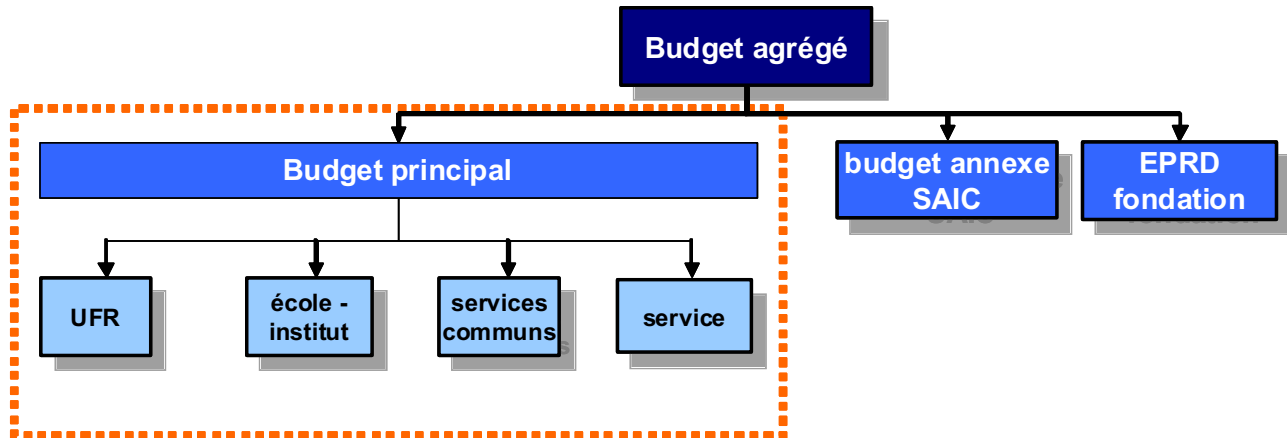 Budget agrégé
Budget principal
budget annexe
SAIC
EPRD
fondation
UFR
école -
institut
services
communs
service